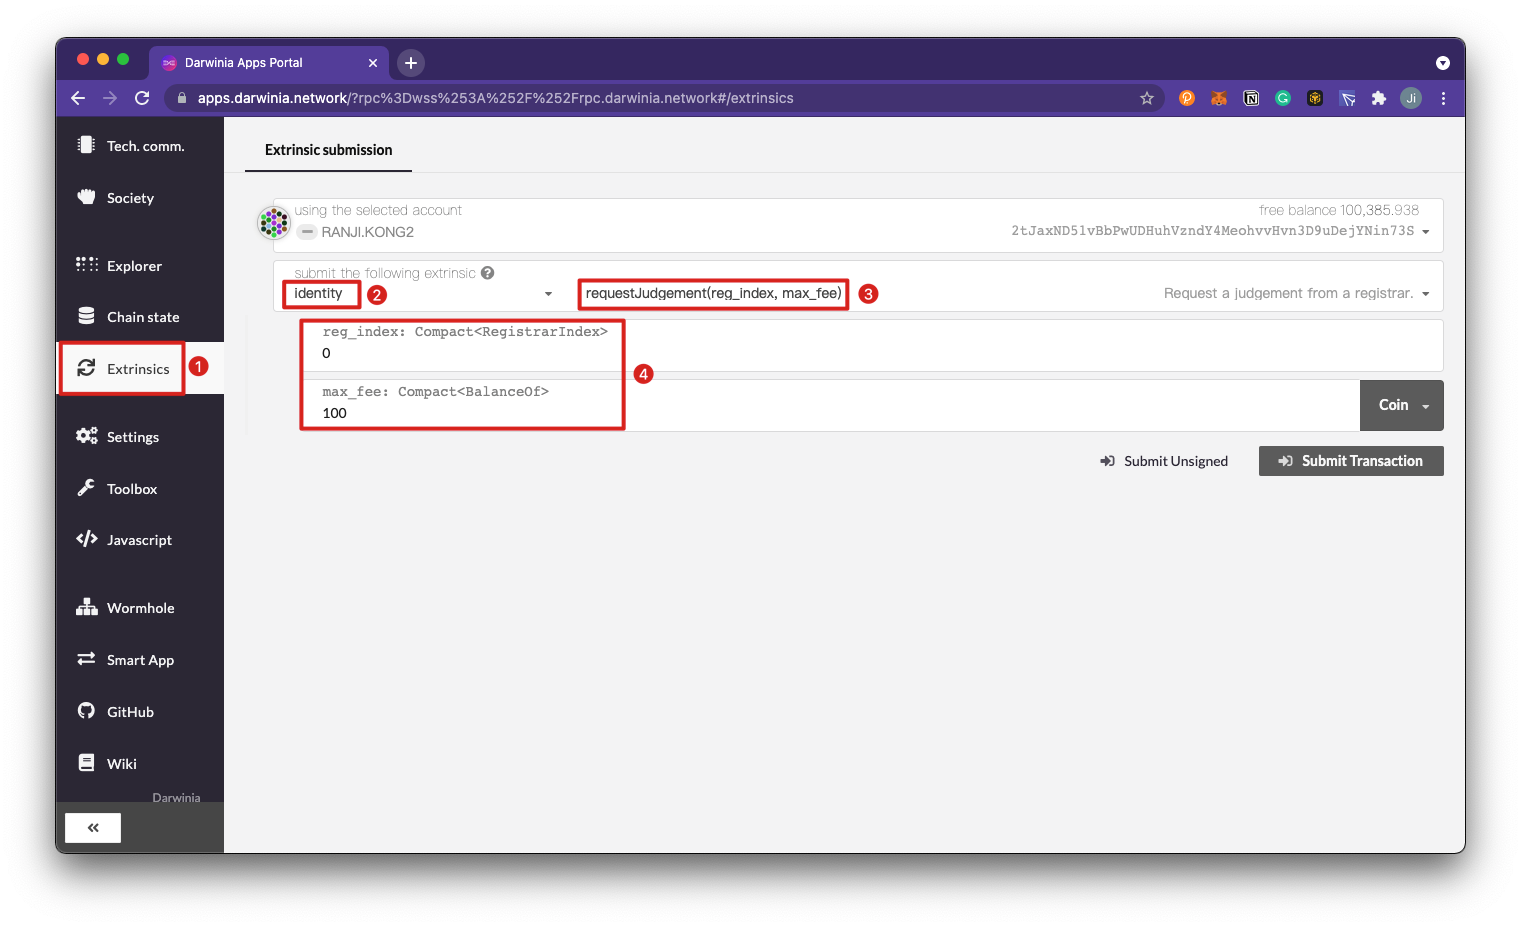 Darwinia Apps Portal
apps.darwinia.network/?rpc%3Dwss%253A%252F%252Frpc.darwinia.network#/extrinsics
Ji
Tech. comm.
Society
Explorer
Chain state
Extrinsics 1
Settings
Toolbox
Javascript
Wormhole
Smart App
GitHub
Wiki
Darwinia
Extrinsic submission
using the selected account
free balance 100,385.938
RANJI.KONG2
2tJaxND51vBbPwUDHuhVzndY4MeohvvHvn3D9uDejYNin73S
submit the following extrinsic ?
identity 2 requestJudgement(reg_index, max_fee) 3 Request a judgement from a registrar.
reg_index: Compact<RegistrarIndex>
0
4
max_fee: Compact<BalanceOf>
100
Coin
Submit Unsigned
Submit Transaction